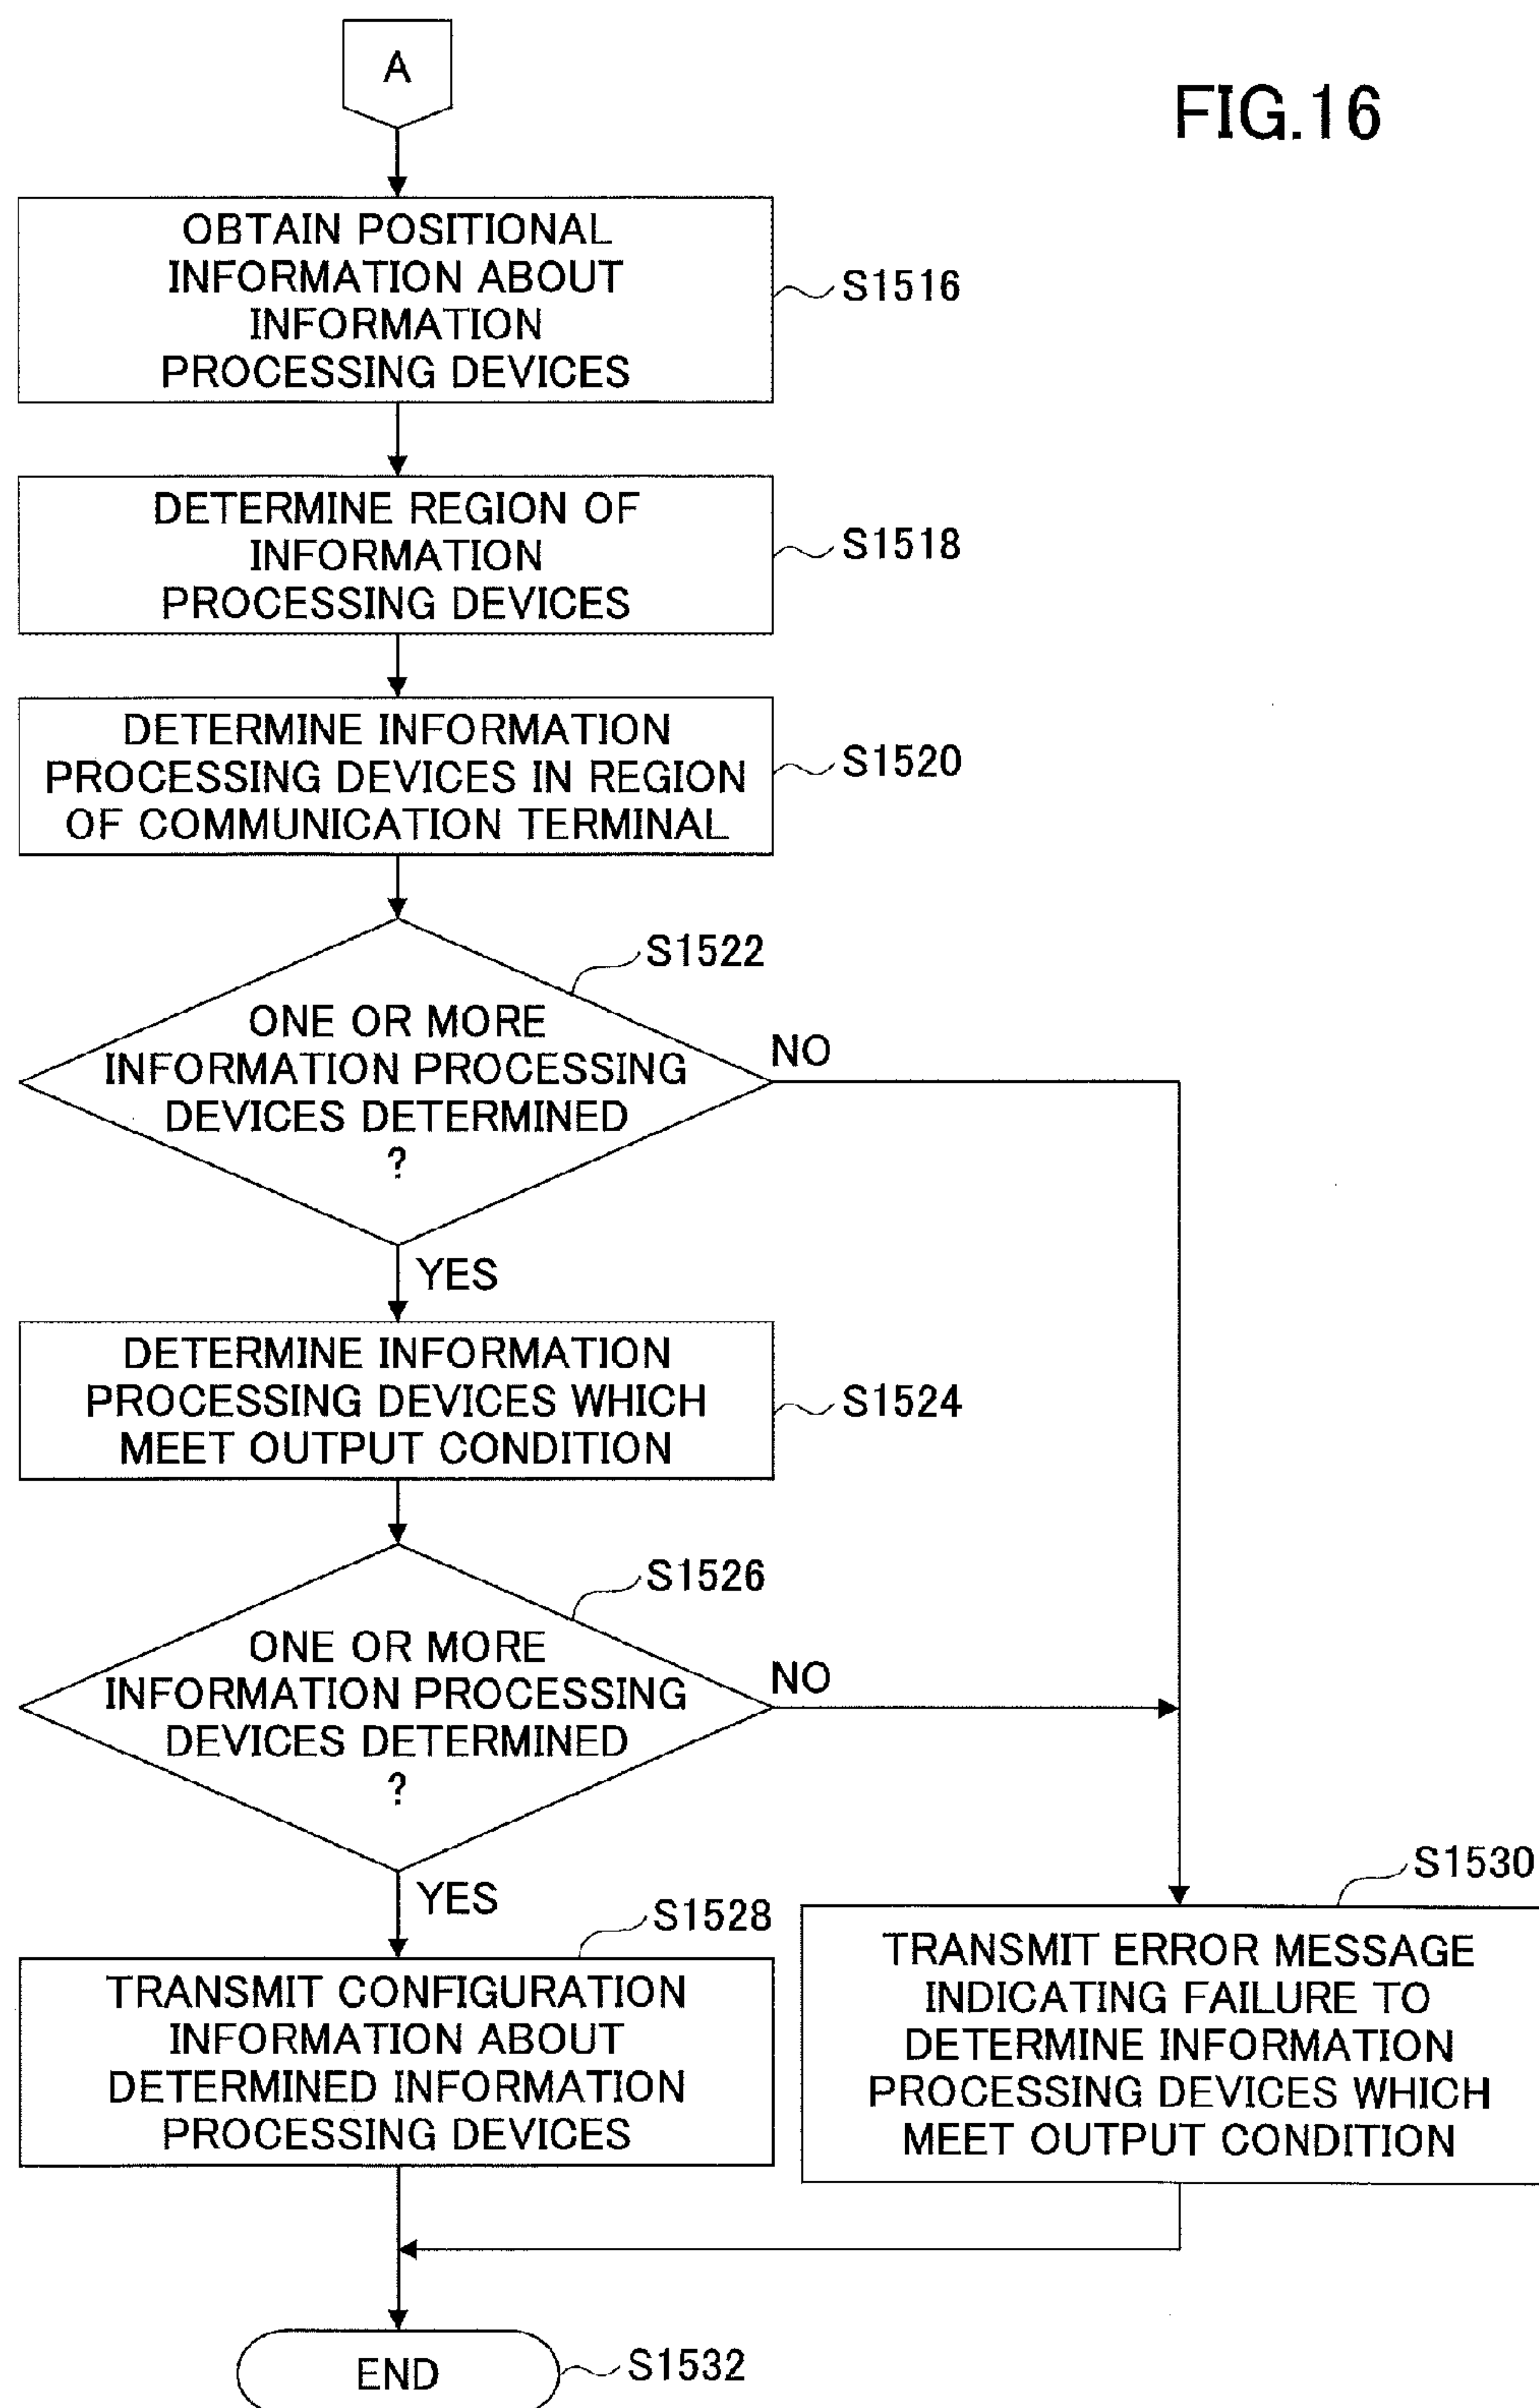 A
FIG.16
OBTAIN POSITIONAL
INFORMATION ABOUT
INFORMATION
PROCESSING DEVICES
S1516
DETERMINE REGION OF
INFORMATION
PROCESSING DEVICES
S1518
DETERMINE INFORMATION
PROCESSING DEVICES IN REGION
OF COMMUNICATION TERMINAL
S1520
S1522
ONE OR MORE
INFORMATION PROCESSING
DEVICES DETERMINED
?
NO
YES
DETERMINE INFORMATION
PROCESSING DEVICES WHICH
MEET OUTPUT CONDITION
S1524
S1526
ONE OR MORE
INFORMATION PROCESSING
DEVICES DETERMINED
?
NO
YES
S1528
TRANSMIT CONFIGURATION
INFORMATION ABOUT
DETERMINED INFORMATION
PROCESSING DEVICES
S1530
TRANSMIT ERROR MESSAGE
INDICATING FAILURE TO
DETERMINE INFORMATION
PROCESSING DEVICES WHICH
MEET OUTPUT CONDITION
END
S1532